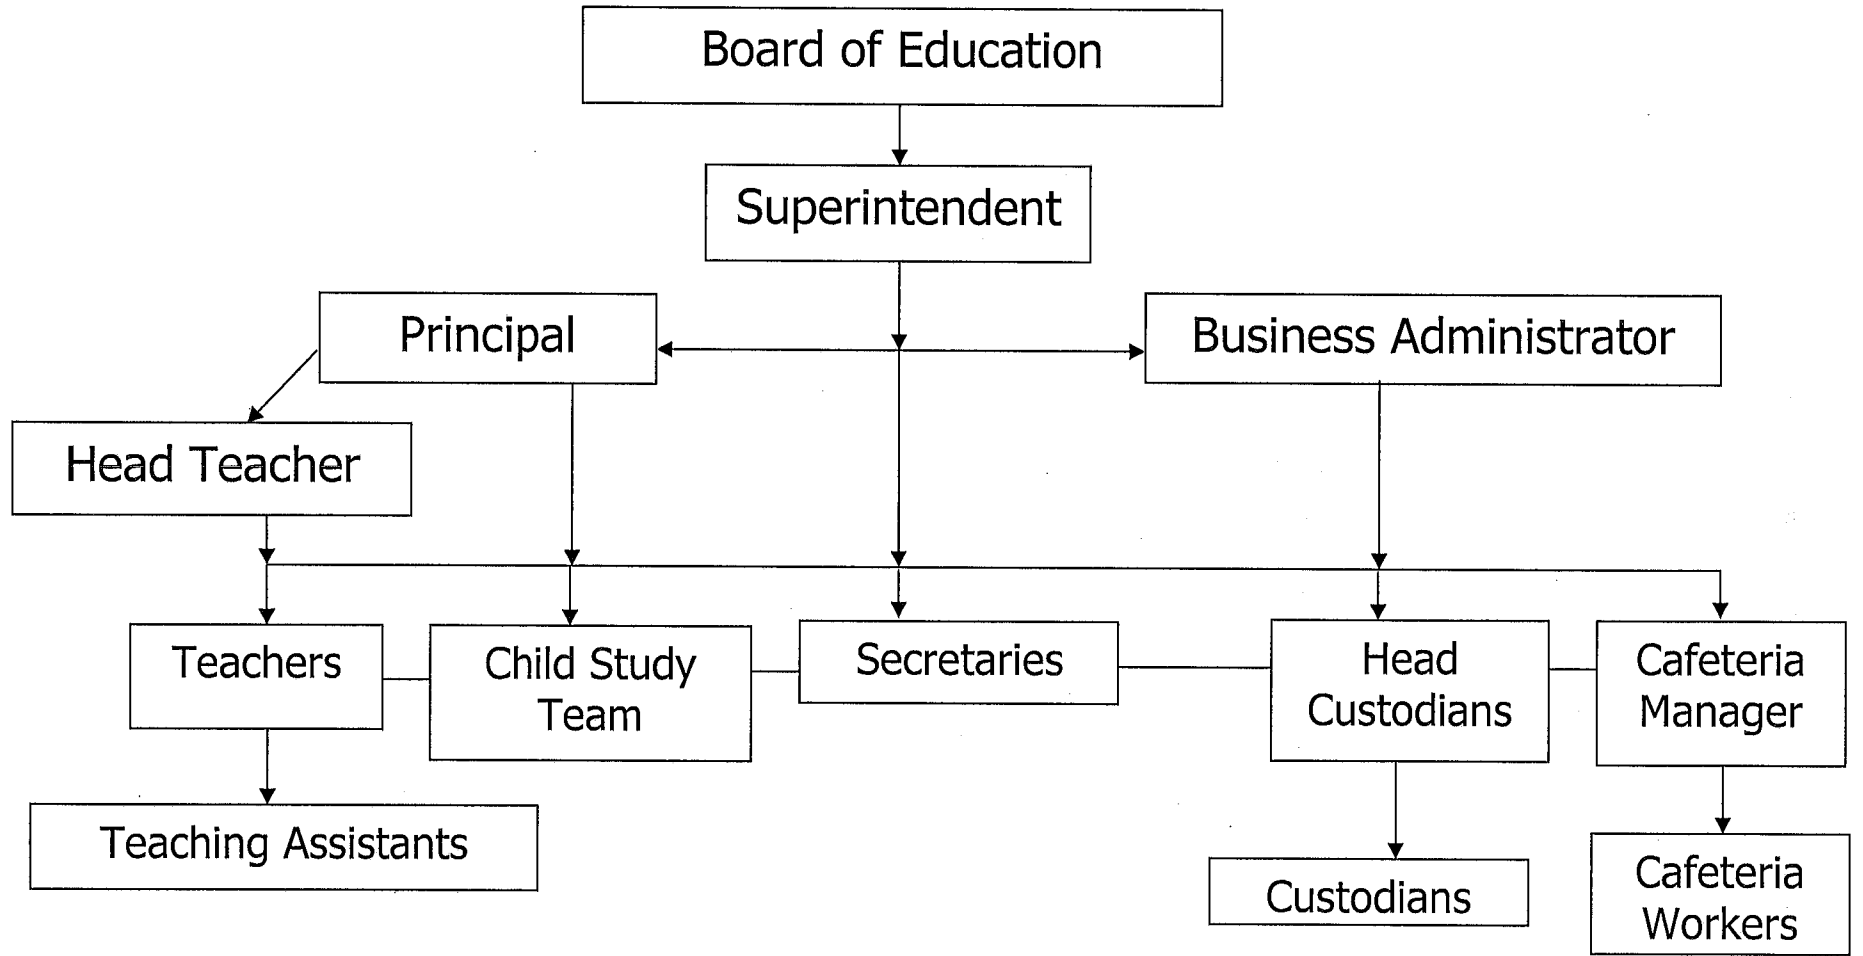 Board of Education
Superintendent
Principal
Business Administrator
Head Teacher
Teachers
Child Study
Team
Secretaries
Head
Custodians
Cafeteria
Manager
Teaching Assistants
Custodians
Cafeteria
Workers